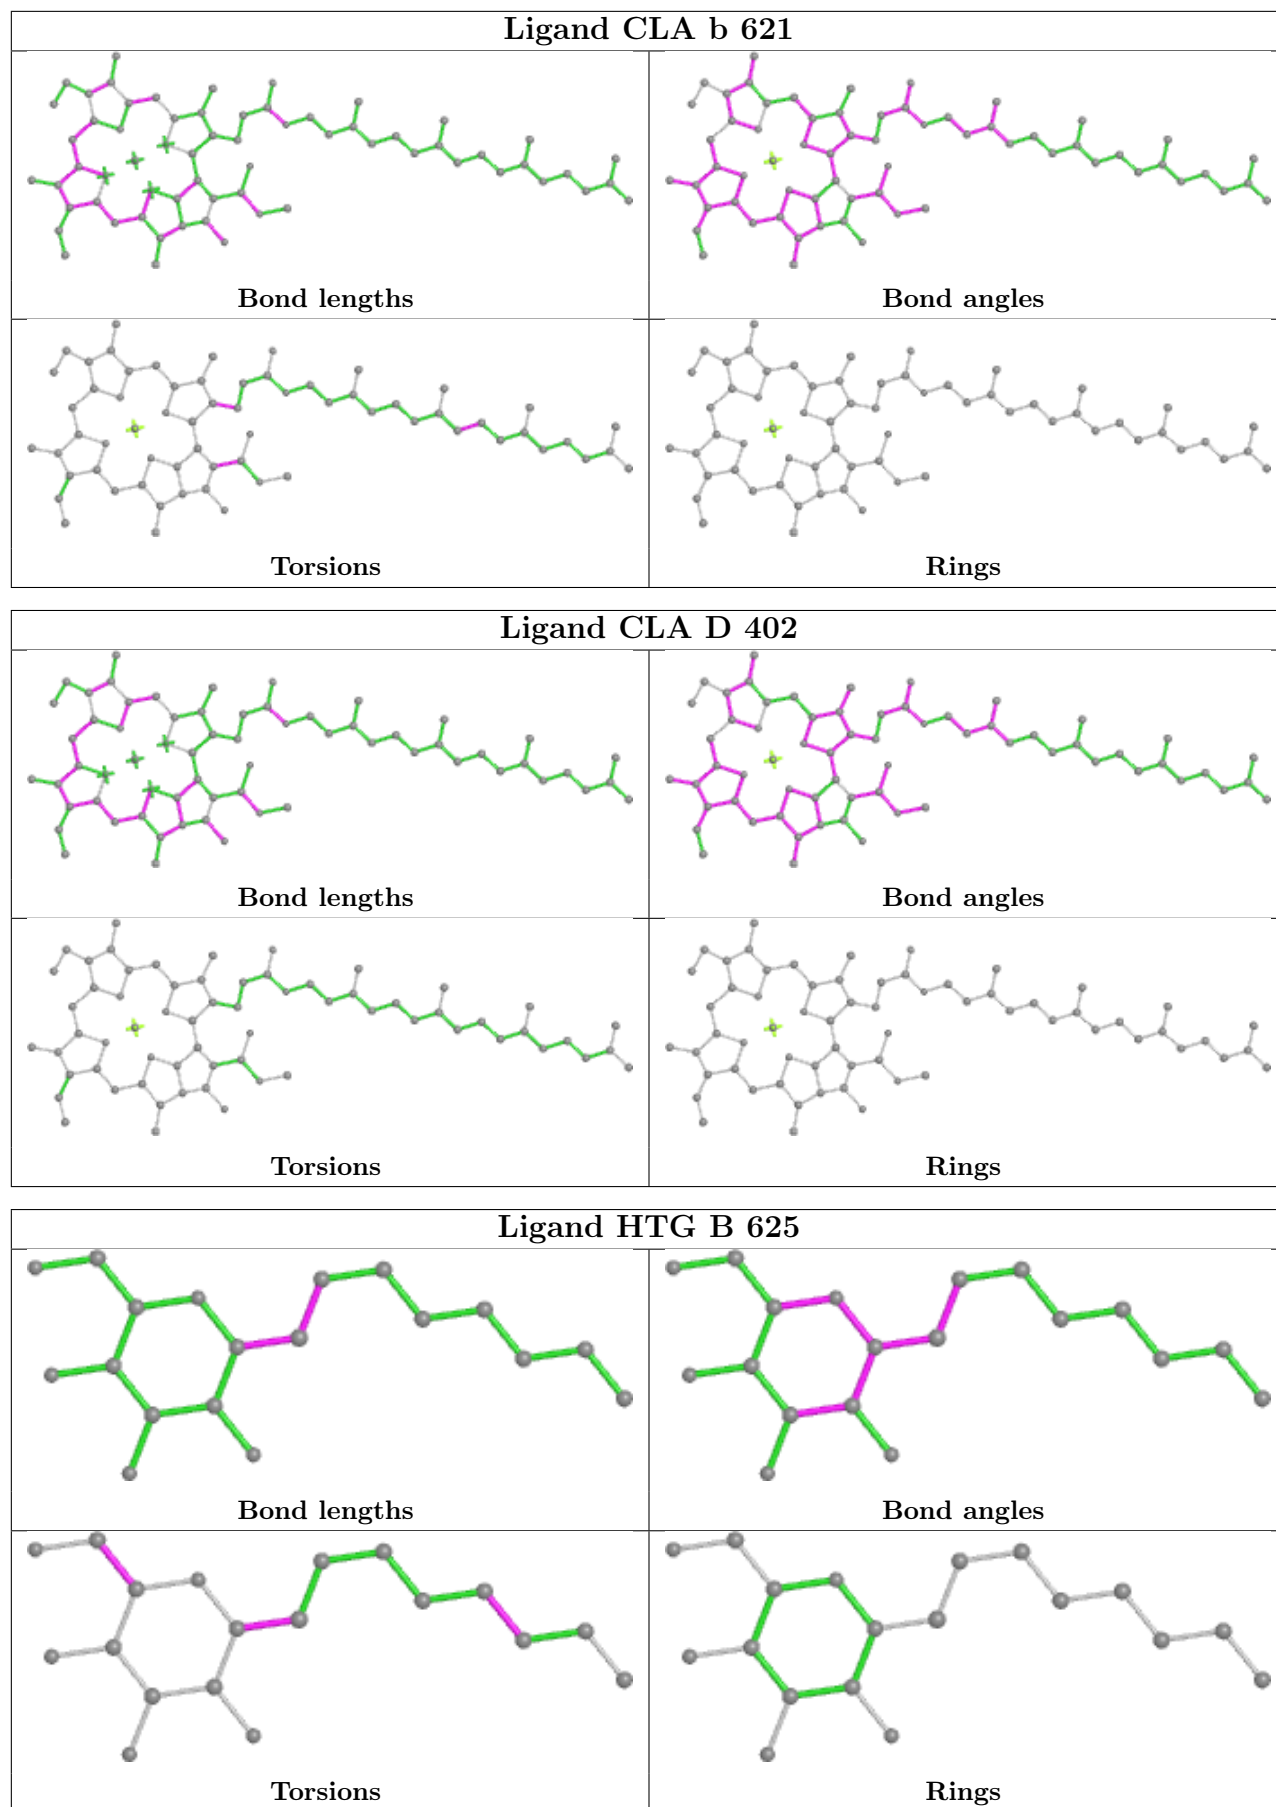 Ligand CLA b 621
Bond lengths
Bond angles
Torsions
Rings
Ligand CLA D 402
Bond lengths
Bond angles
Torsions
Rings
Ligand HTG B 625
Bond lengths
Bond angles
Torsions
Rings